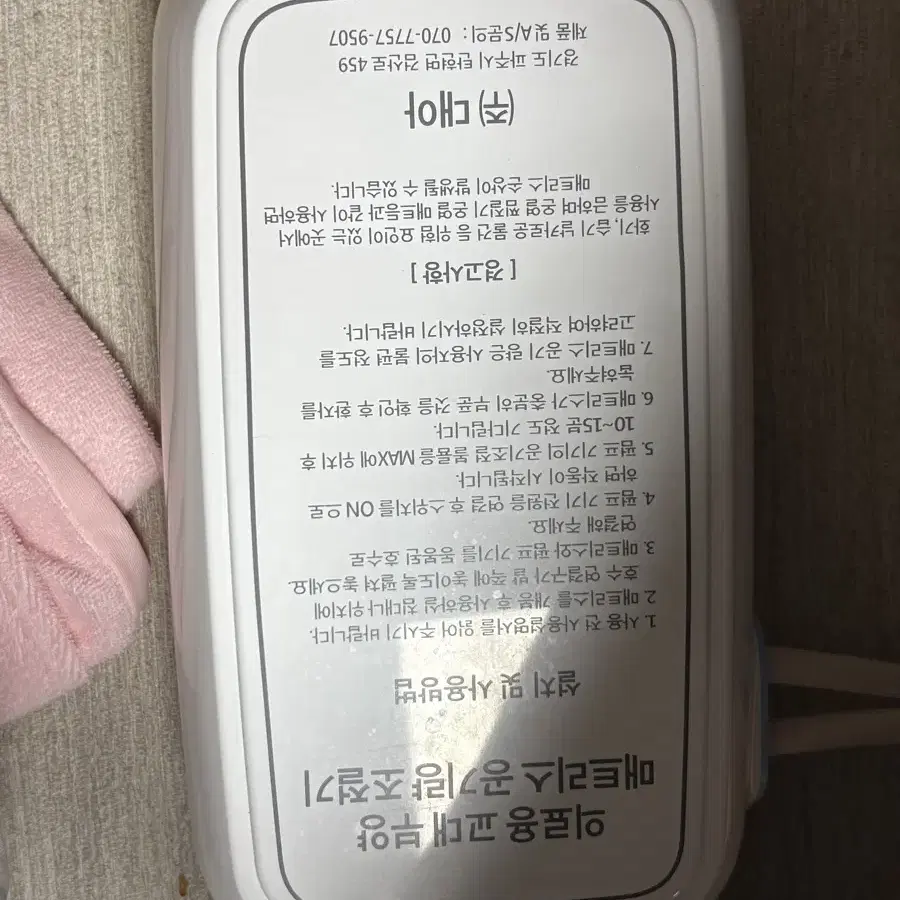 의료용 교대 부양
매트리스 공기량 조절기
설치 및 사용방법
1. 사용 전 사용설명서를 읽어 주시기 바랍니다.
2. 매트리스를 개봉 후 사용하실 침대나 위치에
호수 연결구가 발 쪽에 놓이도록 펼쳐 놓으세요
3. 매트리스와 펌프 기기를 동봉된 호수로
연결해 주세요.
4. 펌프 기기 전원을 연결 후 스위치를 ON 으로
하면 작동이 시작됩니다.
5. 펌프 기기의 공기조절 볼륨을 MAX에 위치 후
10~15분 정도 기다립니다.
6. 매트리스가 충분히 부푼 것을 확인 후 환자를
눕혀주세요.
7. 매트리스 공기 량은 사용자의 불편 정도를
고려하여 적절히 설정하시기 바랍니다.
[ 경고사항 ]
화기, 습기 날카로운 물건 등 위험 요인이 있는 곳에서
사용을 금하며 온열 찜질기 온열 매트등과 같이 사용하면
매트리스 손상이 발생될 수 있습니다.
㈜ 대아
경기도 파주시 탄현면 검산로 459
제품 및 A/S문의 : 070-7757-9507